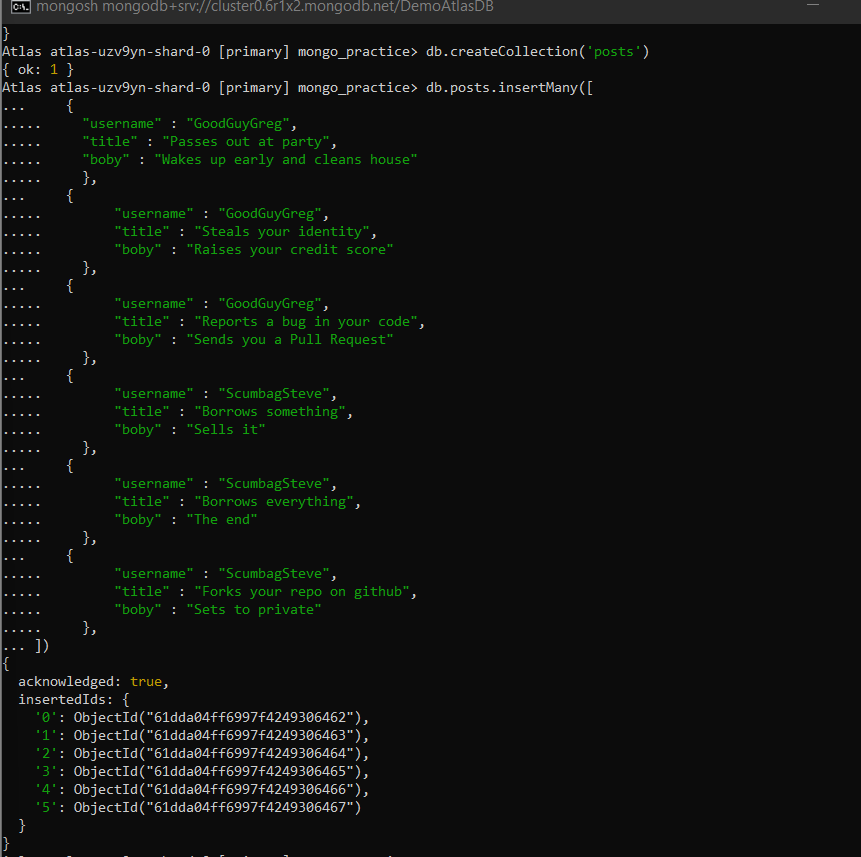 mongosh mongodb+srv://cluster0.6r1x2.mongodb.net/DemoAtlasDB
}
Atlas atlas-uzv9yn-shard-0 [primary] mongo_practice> db.createCollection('posts')
{ ok: 1 }
Atlas atlas-uzv9yn-shard-0 [primary] mongo_practice> db.posts.insertMany([
...     {
.....     "username" : "GoodGuyGreg",
.....     "title" : "Passes out at party",
.....     "boby" : "Wakes up early and cleans house"
.....     },
...     {
.....         "username" : "GoodGuyGreg",
.....         "title" : "Steals your identity",
.....         "boby" : "Raises your credit score"
.....     },
...     {
.....         "username" : "GoodGuyGreg",
.....         "title" : "Reports a bug in your code",
.....         "boby" : "Sends you a Pull Request"
.....     },
...     {
.....         "username" : "ScumbagSteve",
.....         "title" : "Borrows something",
.....         "boby" : "Sells it"
.....     },
...     {
.....         "username" : "ScumbagSteve",
.....         "title" : "Borrows everything",
.....         "boby" : "The end"
.....     },
...     {
.....         "username" : "ScumbagSteve",
.....         "title" : "Forks your repo on github",
.....         "boby" : "Sets to private"
.....     },
... ])
{
  acknowledged: true,
  insertedIds: {
    '0': ObjectId("61dda04ff6997f4249306462"),
    '1': ObjectId("61dda04ff6997f4249306463"),
    '2': ObjectId("61dda04ff6997f4249306464"),
    '3': ObjectId("61dda04ff6997f4249306465"),
    '4': ObjectId("61dda04ff6997f4249306466"),
    '5': ObjectId("61dda04ff6997f4249306467")
  }
}